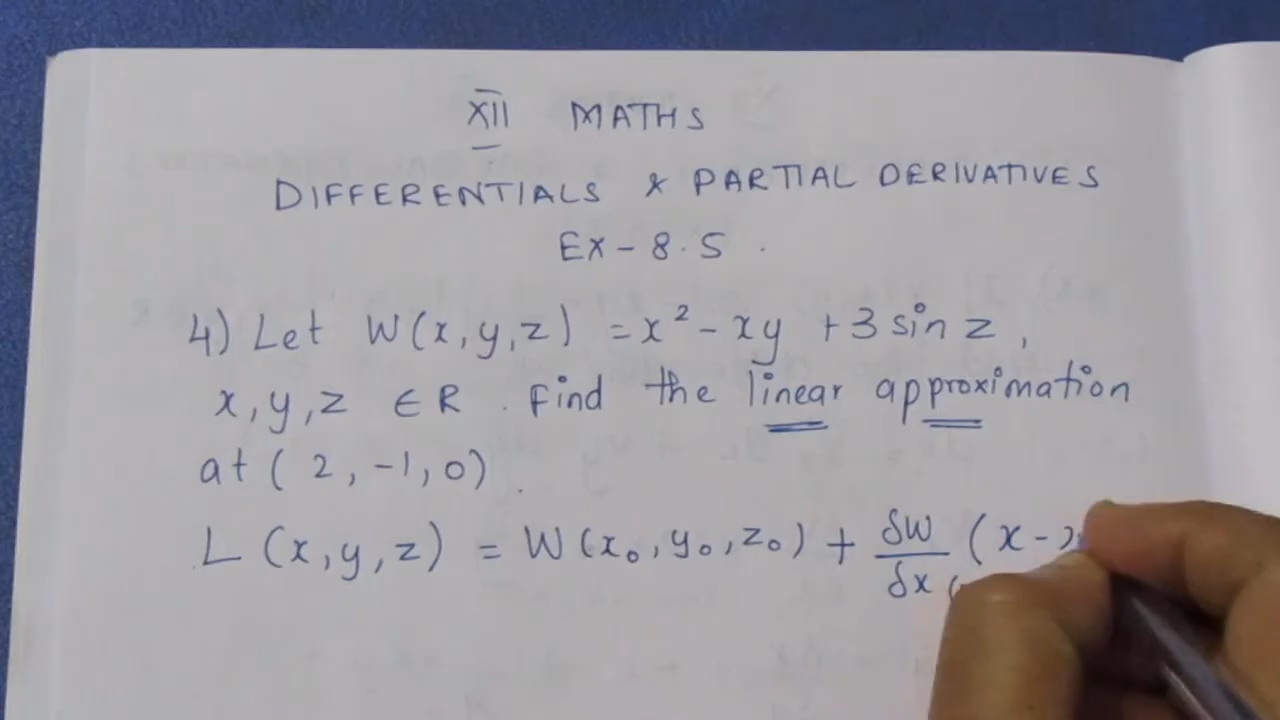 XII MATHS
DIFFERENTIALS & PARTIAL DERIVATIVES
EX - 8.5
4) Let W(x,y,z) = x² - xy + 3 sin z,
x,y,z ∈ R. Find the linear approximation
at (2, -1, 0).
L(x,y,z) = W(x₀,y₀,z₀) + δW/δx (x -